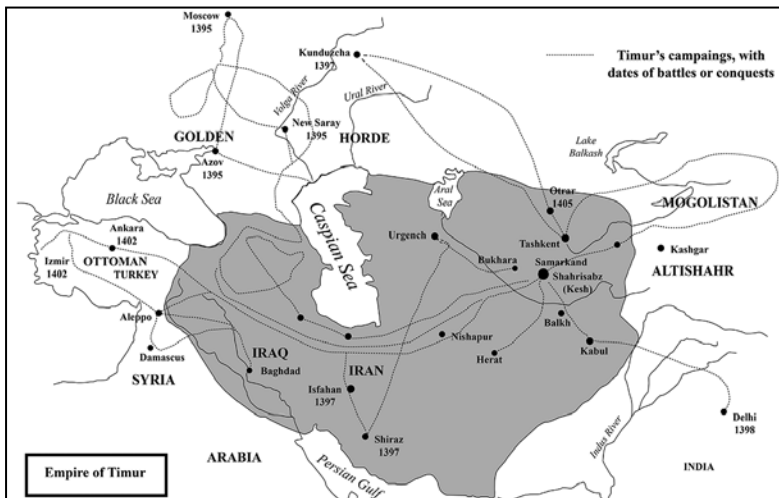 Moscow
1395
Kunduzcha
1397
Timur's campaings, with
dates of battles or conquests
Volga River
Ural River
New Saray
1395
GOLDEN
HORDE
Azov
1395
Lake
Balkash
Black Sea
Caspian Sea
Aral
Sea
Otrar
1405
MOGOLISTAN
Ankara
1402
Urgench
Tashkent
Izmir
1402
OTTOMAN
TURKEY
Bukhara
Samarkand
Shahrisabz
(Kesh)
Kashgar
ALTISHAHR
Aleppo
Balkh
Nishapur
Damascus
IRAQ
Baghdad
IRAN
Herat
Kabul
SYRIA
Isfahan
1397
Delhi
1398
Shiraz
1397
Indus River
ARABIA
Persian Gulf
INDIA
Empire of Timur